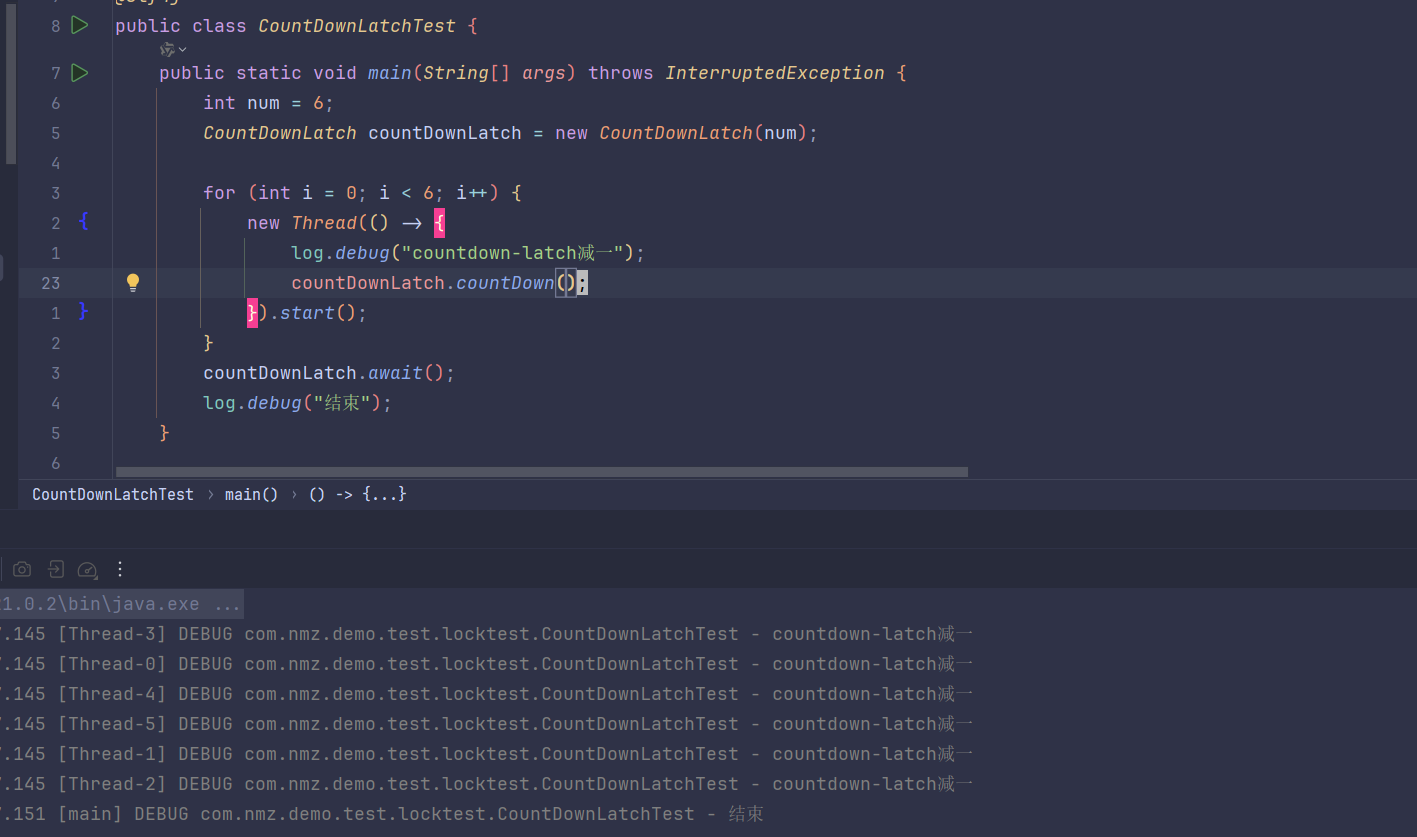 8 public class CountDownLatchTest {
7 public static void main(String[] args) throws InterruptedException {
6 int num = 6;
5 CountDownLatch countDownLatch = new CountDownLatch(num);
4
3 for (int i = 0; i < 6; i++) {
2 { new Thread(() -> {
1 log.debug("countdown-latch减一");
23 countDownLatch.countDown();
1 } }).start();
2 }
3 countDownLatch.await();
4 log.debug("结束");
5 }
6
CountDownLatchTest › main() › () -> {...}
1.0.2\bin\java.exe ...
.145 [Thread-3] DEBUG com.nmz.demo.test.locktest.CountDownLatchTest - countdown-latch减一
.145 [Thread-0] DEBUG com.nmz.demo.test.locktest.CountDownLatchTest - countdown-latch减一
.145 [Thread-4] DEBUG com.nmz.demo.test.locktest.CountDownLatchTest - countdown-latch减一
.145 [Thread-5] DEBUG com.nmz.demo.test.locktest.CountDownLatchTest - countdown-latch减一
.145 [Thread-1] DEBUG com.nmz.demo.test.locktest.CountDownLatchTest - countdown-latch减一
.145 [Thread-2] DEBUG com.nmz.demo.test.locktest.CountDownLatchTest - countdown-latch减一
.151 [main] DEBUG com.nmz.demo.test.locktest.CountDownLatchTest - 结束